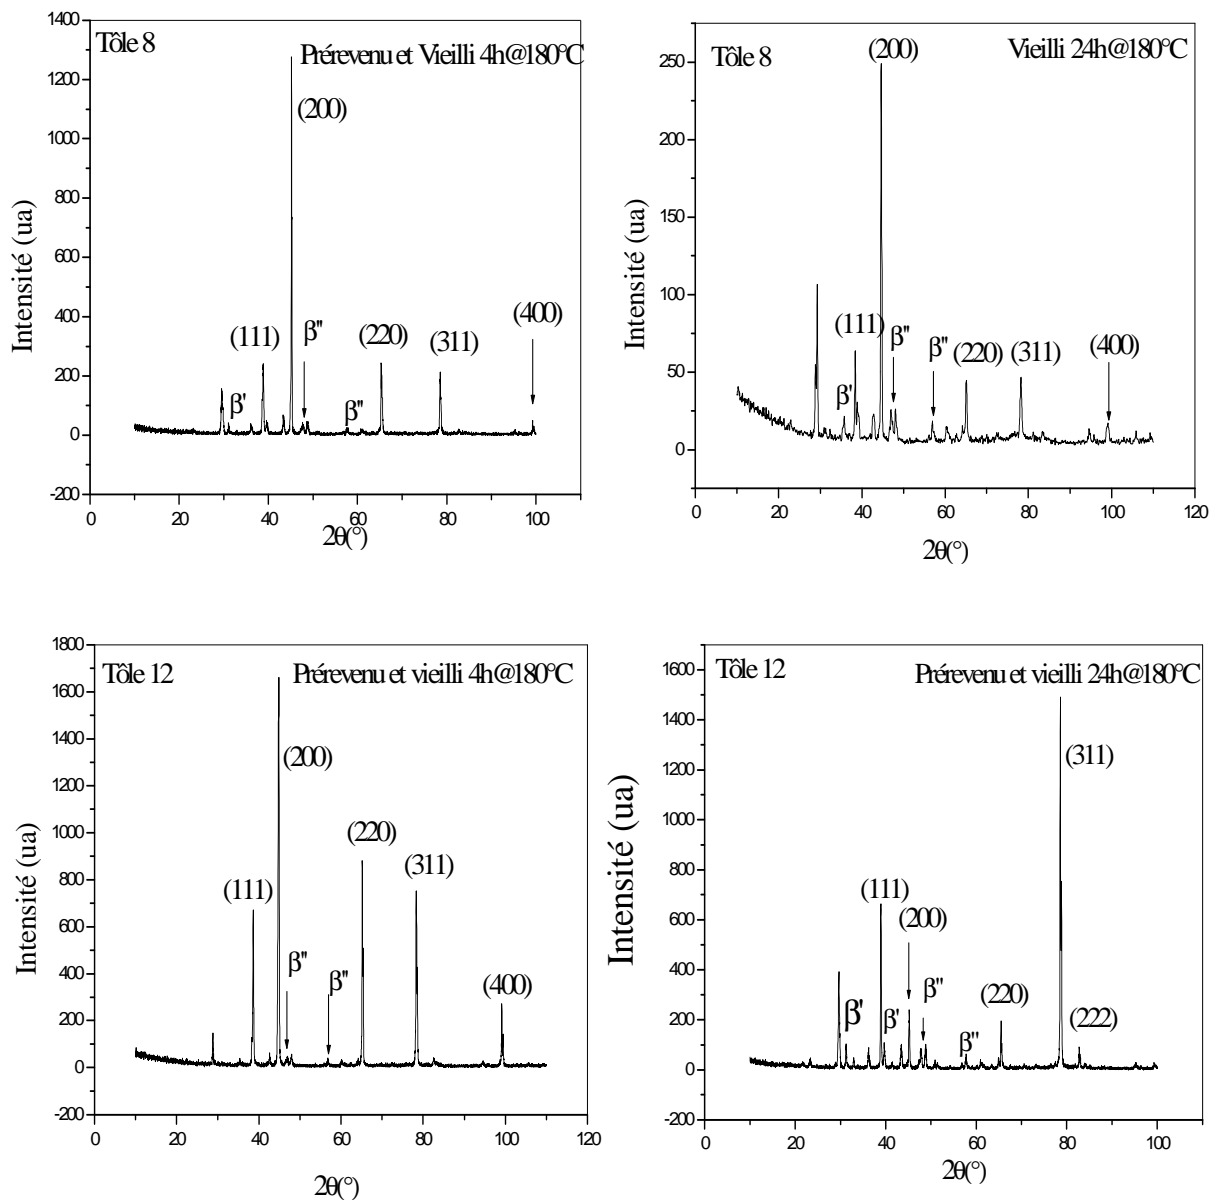 Tôle 8
Prérevenu et Vieilli 4h@180°C
(200)
(111)
β''
(220)
(311)
(400)
β'
β''
Intensité (ua)
1400
1200
1000
800
600
400
200
0
-200
0 20 40 60 80 100
2θ(°)
Tôle 8
Vieilli 24h@180°C
(200)
(111)
β''
β''
(220)
(311)
(400)
β'
Intensité (ua)
250
200
150
100
50
0
0 20 40 60 80 100 120
2θ(°)
Tôle 12
Prérevenu et vieilli 4h@180°C
(200)
(220)
(311)
(111)
β''
β''
(400)
Intensité (ua)
1800
1600
1400
1200
1000
800
600
400
200
0
-200
0 20 40 60 80 100 120
2θ(°)
Tôle 12
Prérevenu et vieilli 24h@180°C
(311)
(111)
(200)
β'
β'
β''
β''
(220)
(222)
Intensité (ua)
1600
1400
1200
1000
800
600
400
200
0
-200
0 20 40 60 80 100
2θ(°)